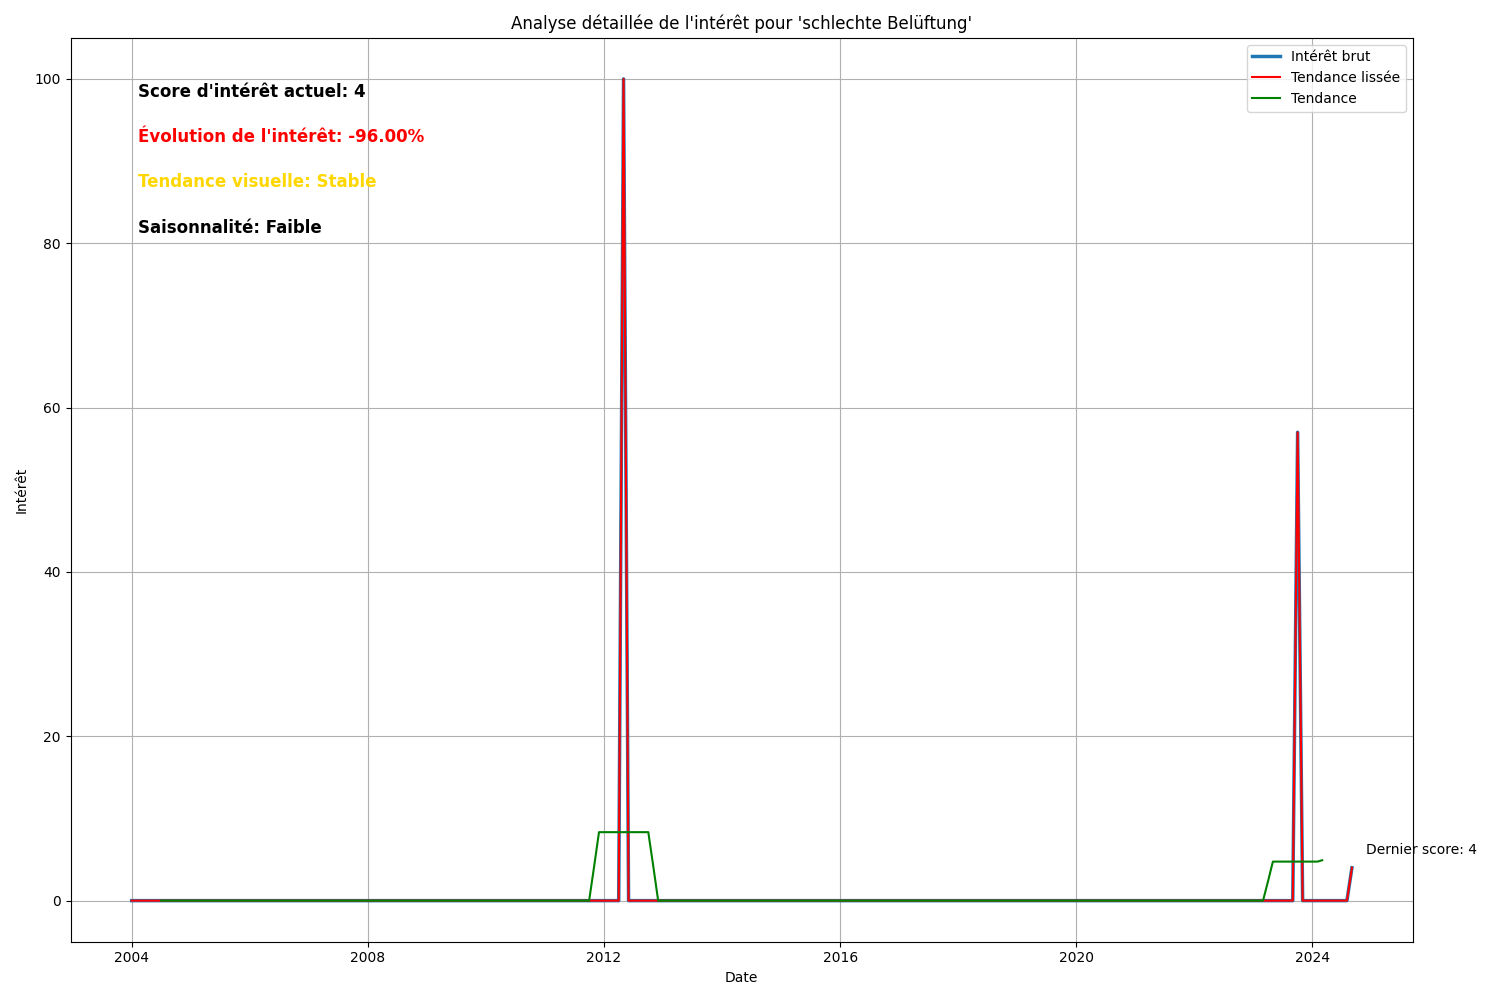 Analyse détaillée de l'intérêt pour 'schlechte Belüftung'
Intérêt brut
Tendance lissée
Tendance
Score d'intérêt actuel: 4
Évolution de l'intérêt: -96.00%
Tendance visuelle: Stable
Saisonnalité: Faible
100
80
60
40
20
0
Intérêt
Dernier score: 4
2004
2008
2012
2016
2020
2024
Date